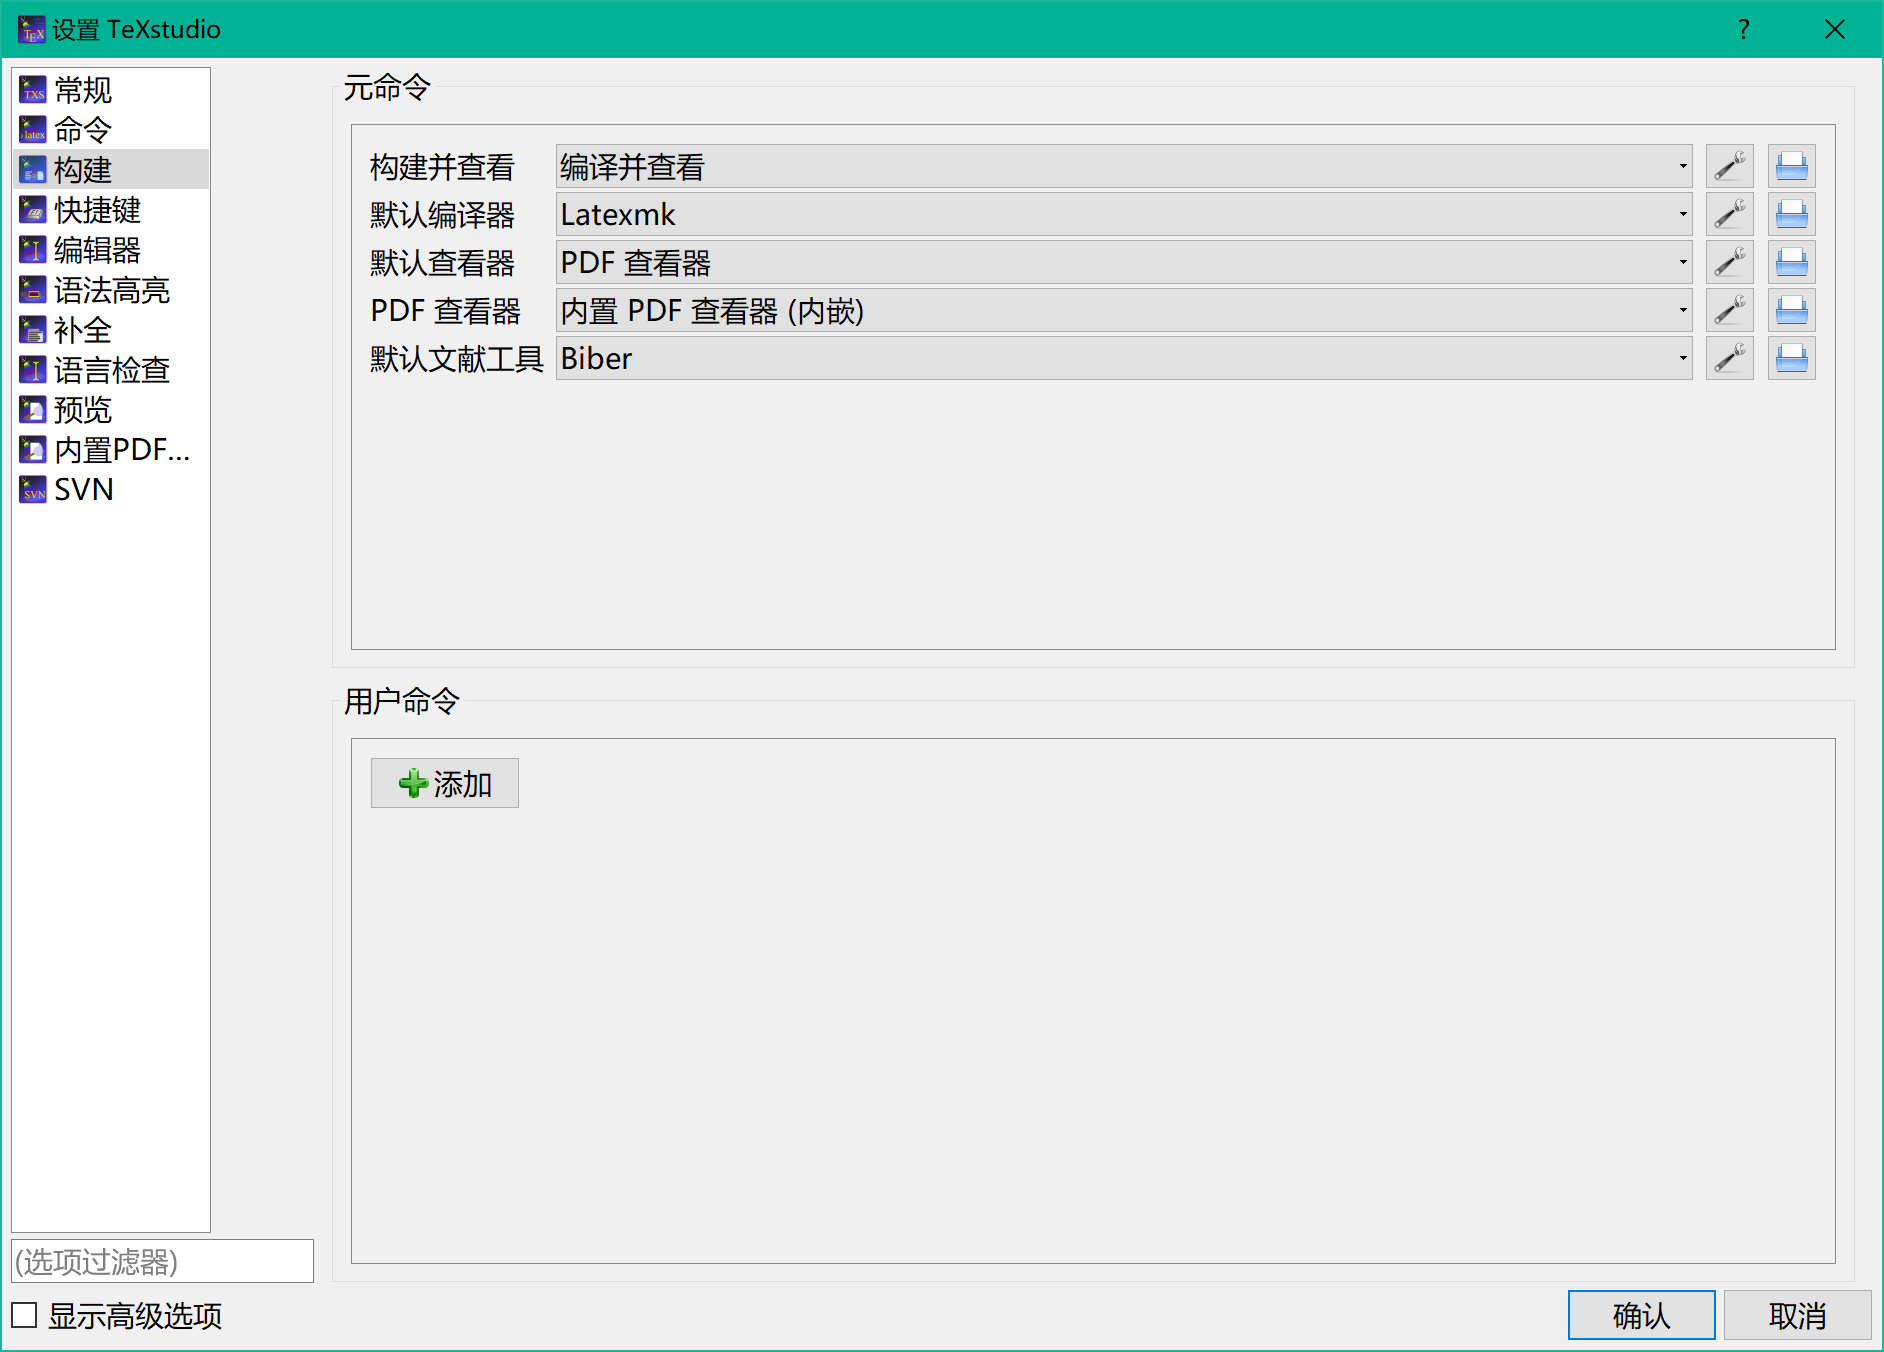 设置 TeXstudio
常规
命令
构建
快捷键
编辑器
语法高亮
补全
语言检查
预览
内置PDF...
SVN
(选项过滤器)
显示高级选项
元命令
构建并查看 编译并查看
默认编译器 Latexmk
默认查看器 PDF 查看器
PDF 查看器 内置 PDF 查看器 (内嵌)
默认文献工具 Biber
用户命令
添加
确认 取消